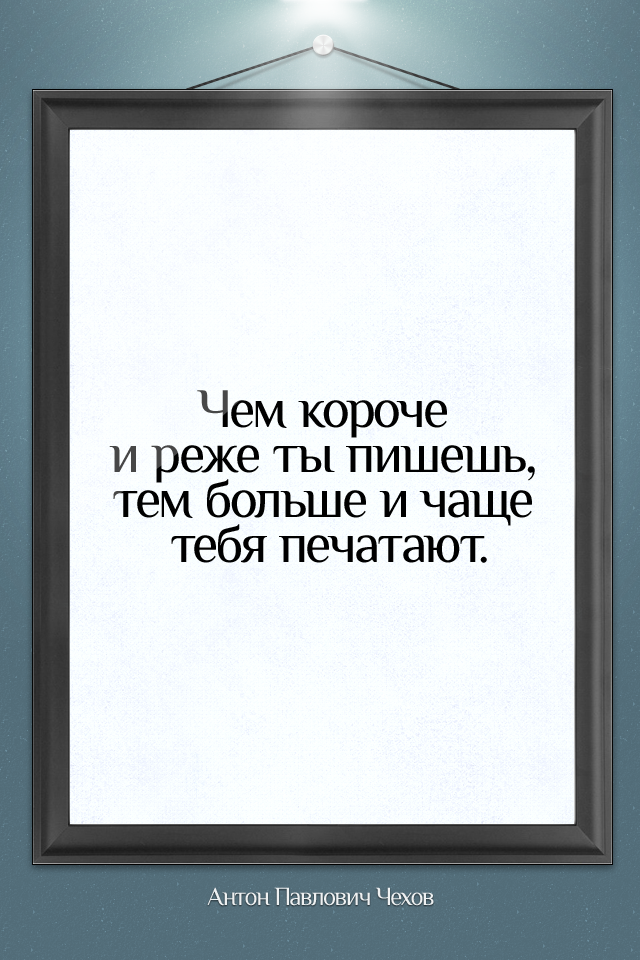 Чем короче
и реже ты пишешь,
тем больше и чаще
тебя печатают.
Антон Павлович Чехов